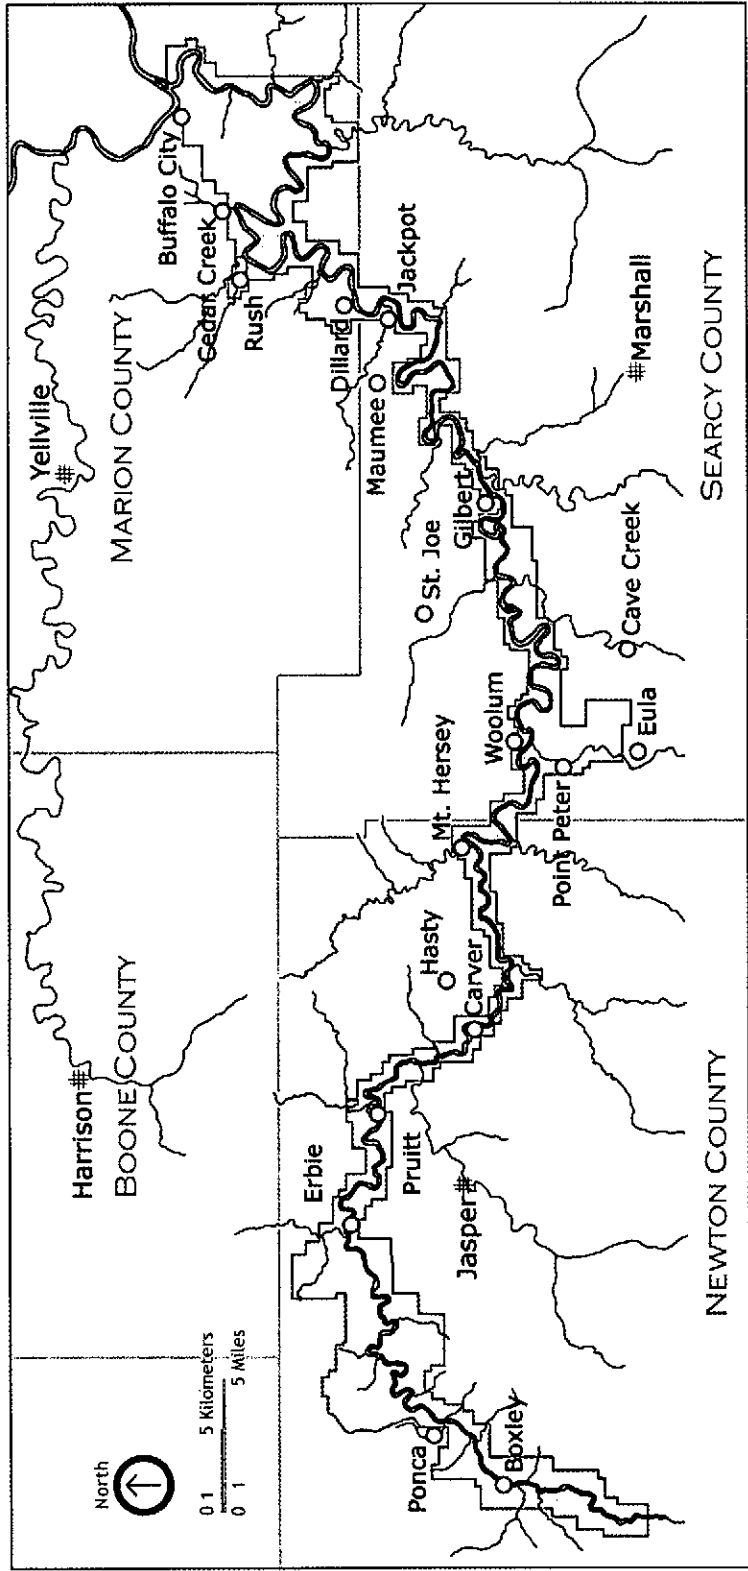 North
0 1 5 Kilometers
0 1 5 Miles
Harrison
BOONE COUNTY
Yellville
MARION COUNTY
Buffalo City
Cedar Creek
Rush
Dillard
Jackpot
Maumee
Marshall
SEARCY COUNTY
St. Joe
Gilbert
Cave Creek
Woolum
Eula
Mt. Hersey
Point Peter
Hasty
Carver
Erbie
Pruitt
Jasper
NEWTON COUNTY
Ponca
Boxley